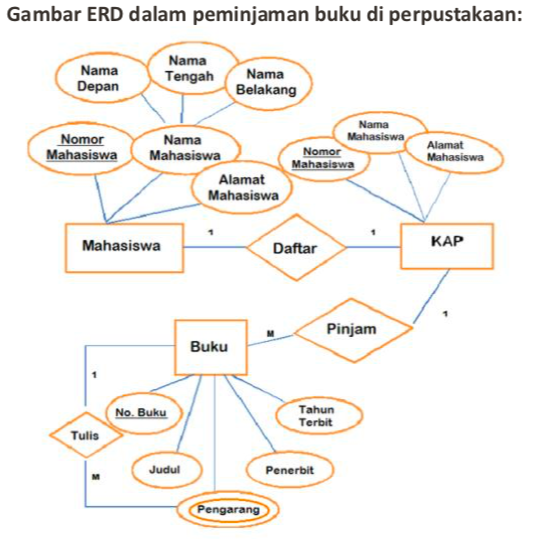 Gambar ERD dalam peminjaman buku di perpustakaan:
Nama
Depan
Nama
Tengah
Nama
Belakang
Nomor
Mahasiswa
Nama
Mahasiswa
Alamat
Mahasiswa
Nomor
Mahasiswa
Nama
Mahasiswa
Alamat
Mahasiswa
Mahasiswa
1
Daftar
1
KAP
1
Pinjam
M
Buku
1
Tulis
M
No. Buku
Judul
Pengarang
Penerbit
Tahun
Terbit